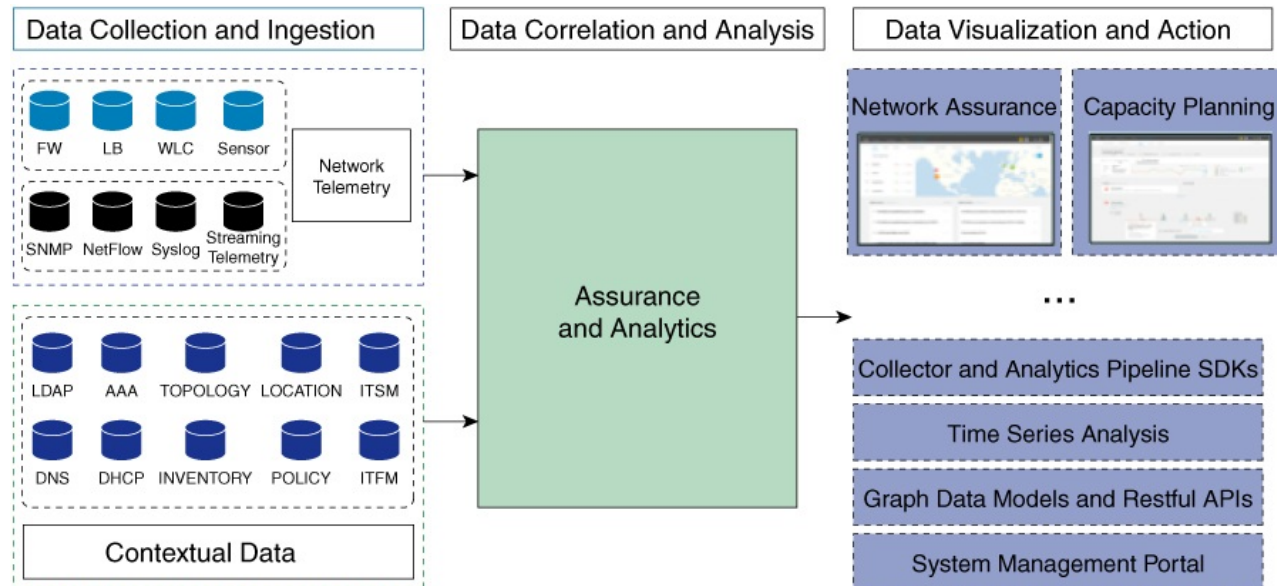 Data Collection and Ingestion
Data Correlation and Analysis
Data Visualization and Action
FW LB WLC Sensor
SNMP NetFlow Syslog Streaming
Telemetry
Network
Telemetry
LDAP AAA TOPOLOGY LOCATION ITSM
DNS DHCP INVENTORY POLICY ITFM
Contextual Data
Assurance
and Analytics
Network Assurance
Capacity Planning
...
Collector and Analytics Pipeline SDKs
Time Series Analysis
Graph Data Models and Restful APIs
System Management Portal